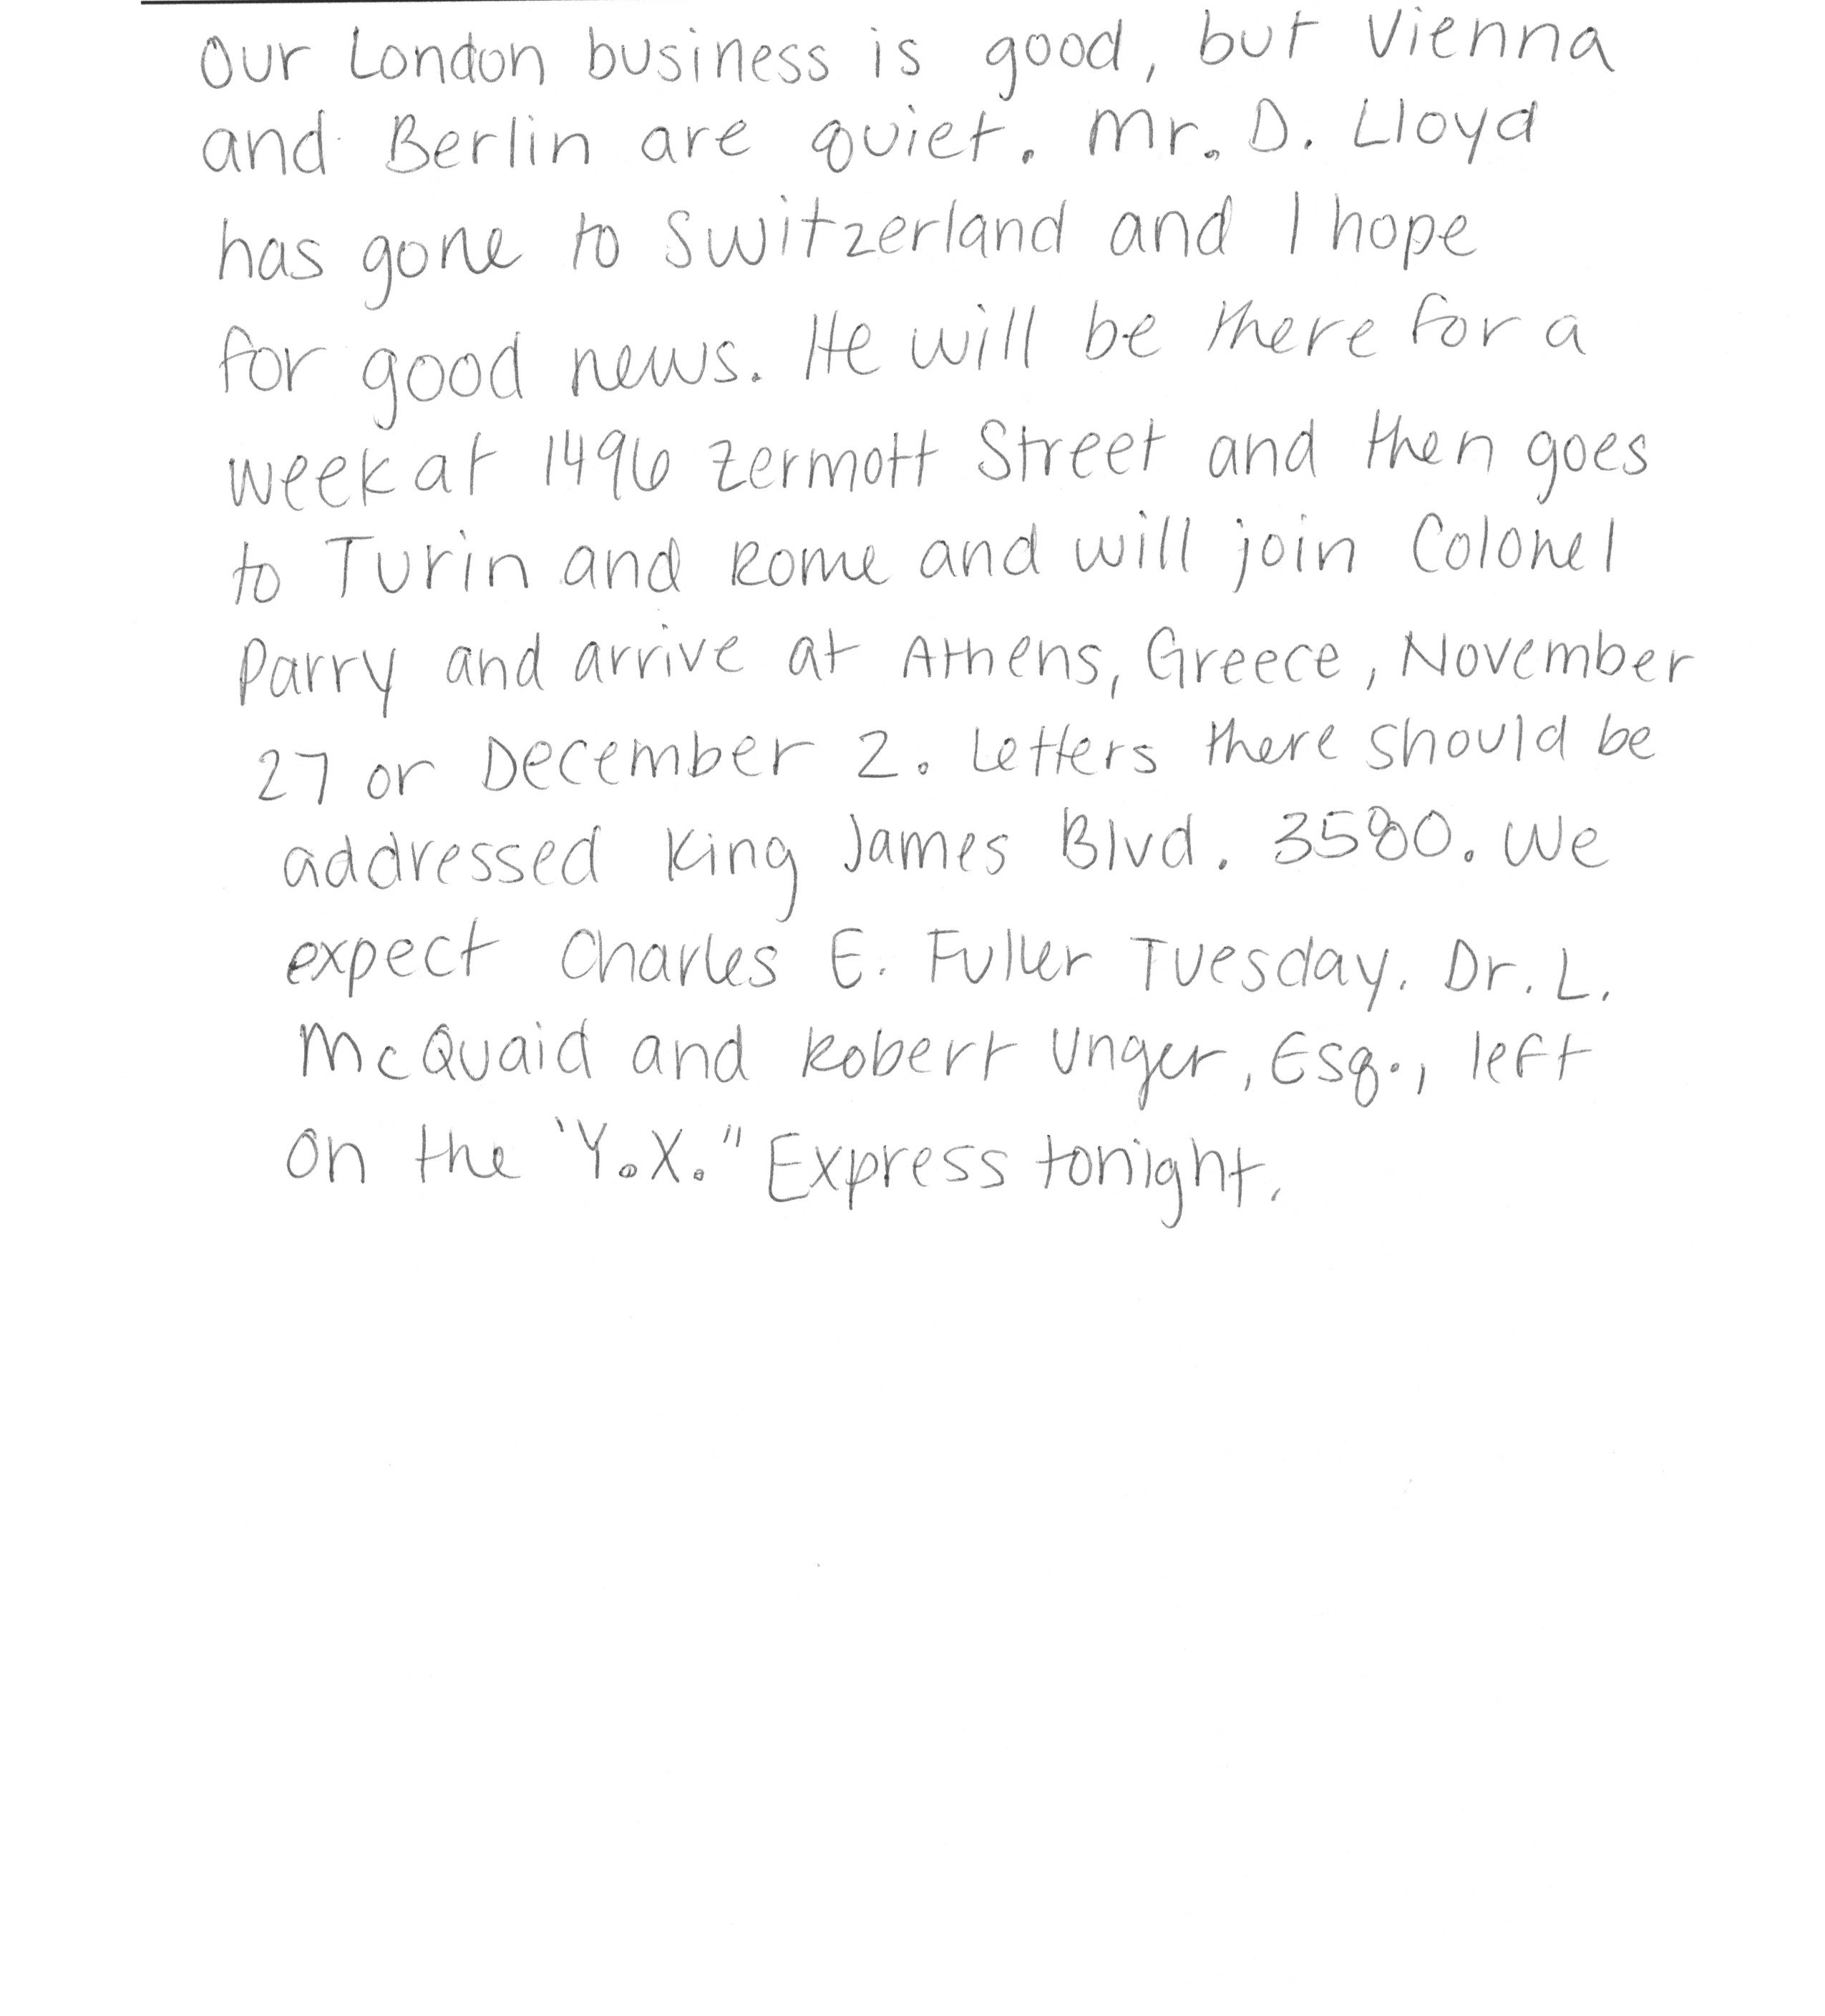 Our London business is good, but Vienna
and Berlin are quiet. Mr. D. Lloyd
has gone to Switzerland and I hope
for good news. He will be there for a
week at 1496 Zermott Street and then goes
to Turin and Rome and will join Colonel
Parry and arrive at Athens, Greece, November
27 or December 2. Letters there should be
addressed King James Blvd. 3580. We
expect Charles E. Fuller Tuesday. Dr. L.
McQuaid and Robert Unger, Esq., left
on the 'Y.X." Express tonight.